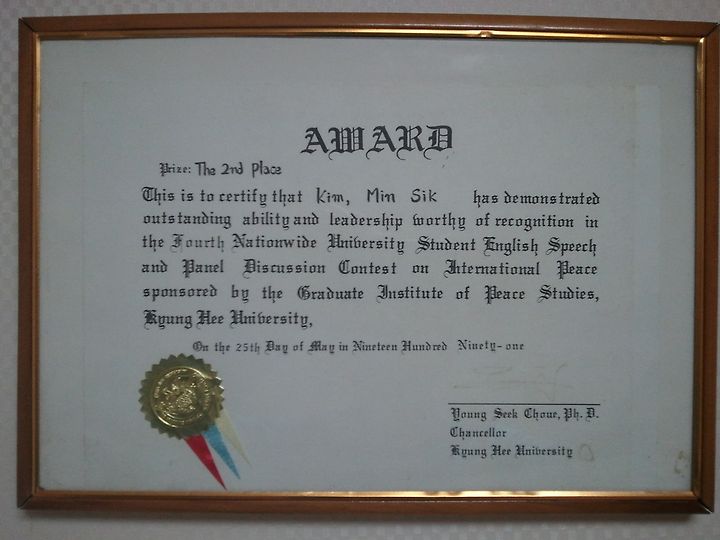 AWARD
Prize: The 2nd Place
This is to certify that Kim, Min Sik has demonstrated
outstanding ability and leadership worthy of recognition in
the Fourth Nationwide University Student English Speech
and Panel Discussion Contest on International Peace
sponsored by the Graduate Institute of Peace Studies,
Kyung Hee University,
On the 25th Day of May in Nineteen Hundred Ninety-one
Young Seek Choue, Ph. D.
Chancellor
Kyung Hee University